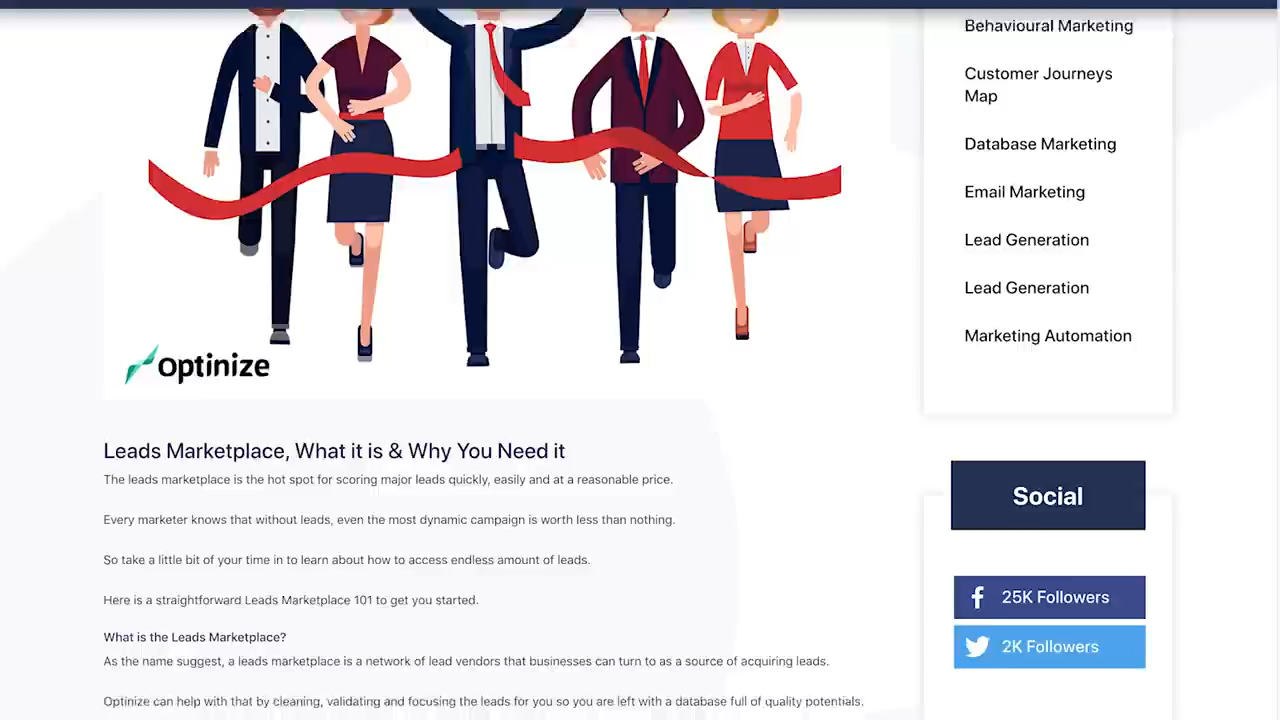 Behavioural Marketing
Customer Journeys
Map
Database Marketing
Email Marketing
Lead Generation
Lead Generation
Marketing Automation
Optinize
Leads Marketplace, What it is & Why You Need it
The leads marketplace is the hot spot for scoring major leads quickly, easily and at a reasonable price.
Every marketer knows that without leads, even the most dynamic campaign is worth less than nothing.
So take a little bit of your time in to learn about how to access endless amount of leads.
Here is a straightforward Leads Marketplace 101 to get you started.
What is the Leads Marketplace?
As the name suggest, a leads marketplace is a network of lead vendors that businesses can turn to as a source of acquiring leads.
Optinize can help with that by cleaning, validating and focusing the leads for you so you are left with a database full of quality potentials.
Social
25K Followers
2K Followers